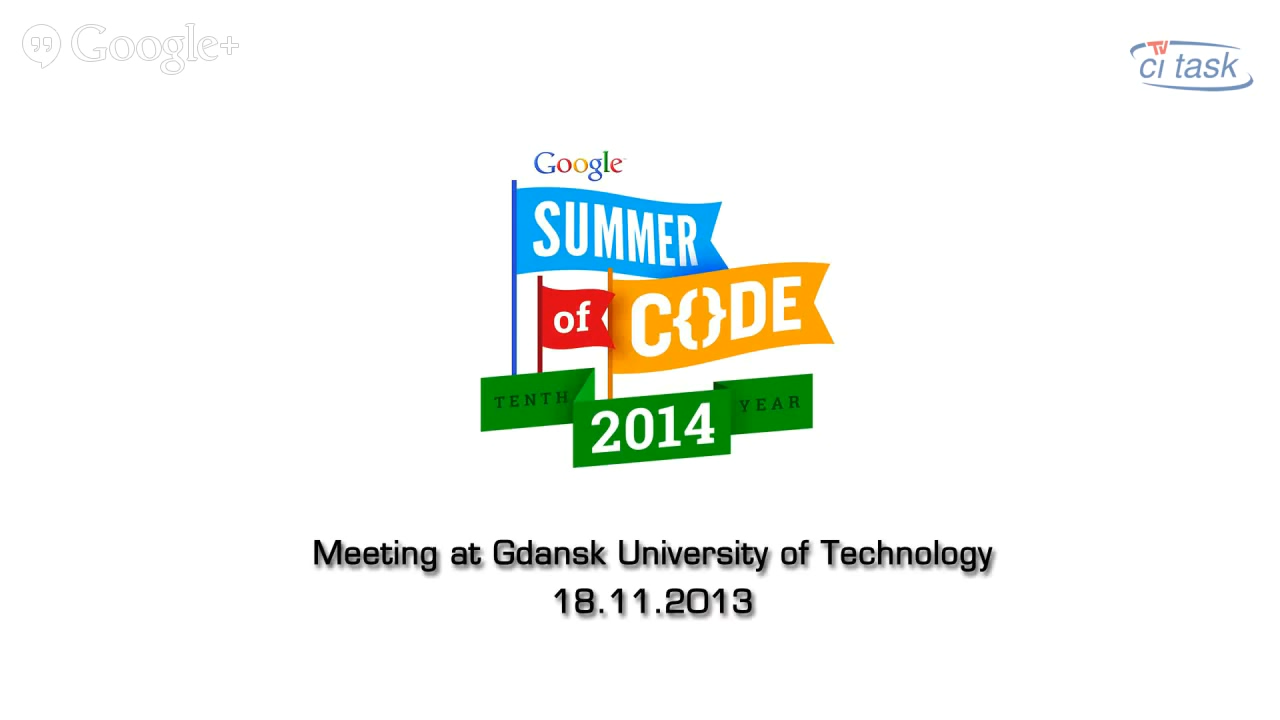 Google+
TV
ci task
Google
SUMMER
of
C{}DE
TENTH
2014
YEAR
Meeting at Gdansk University of Technology
18.11.2013